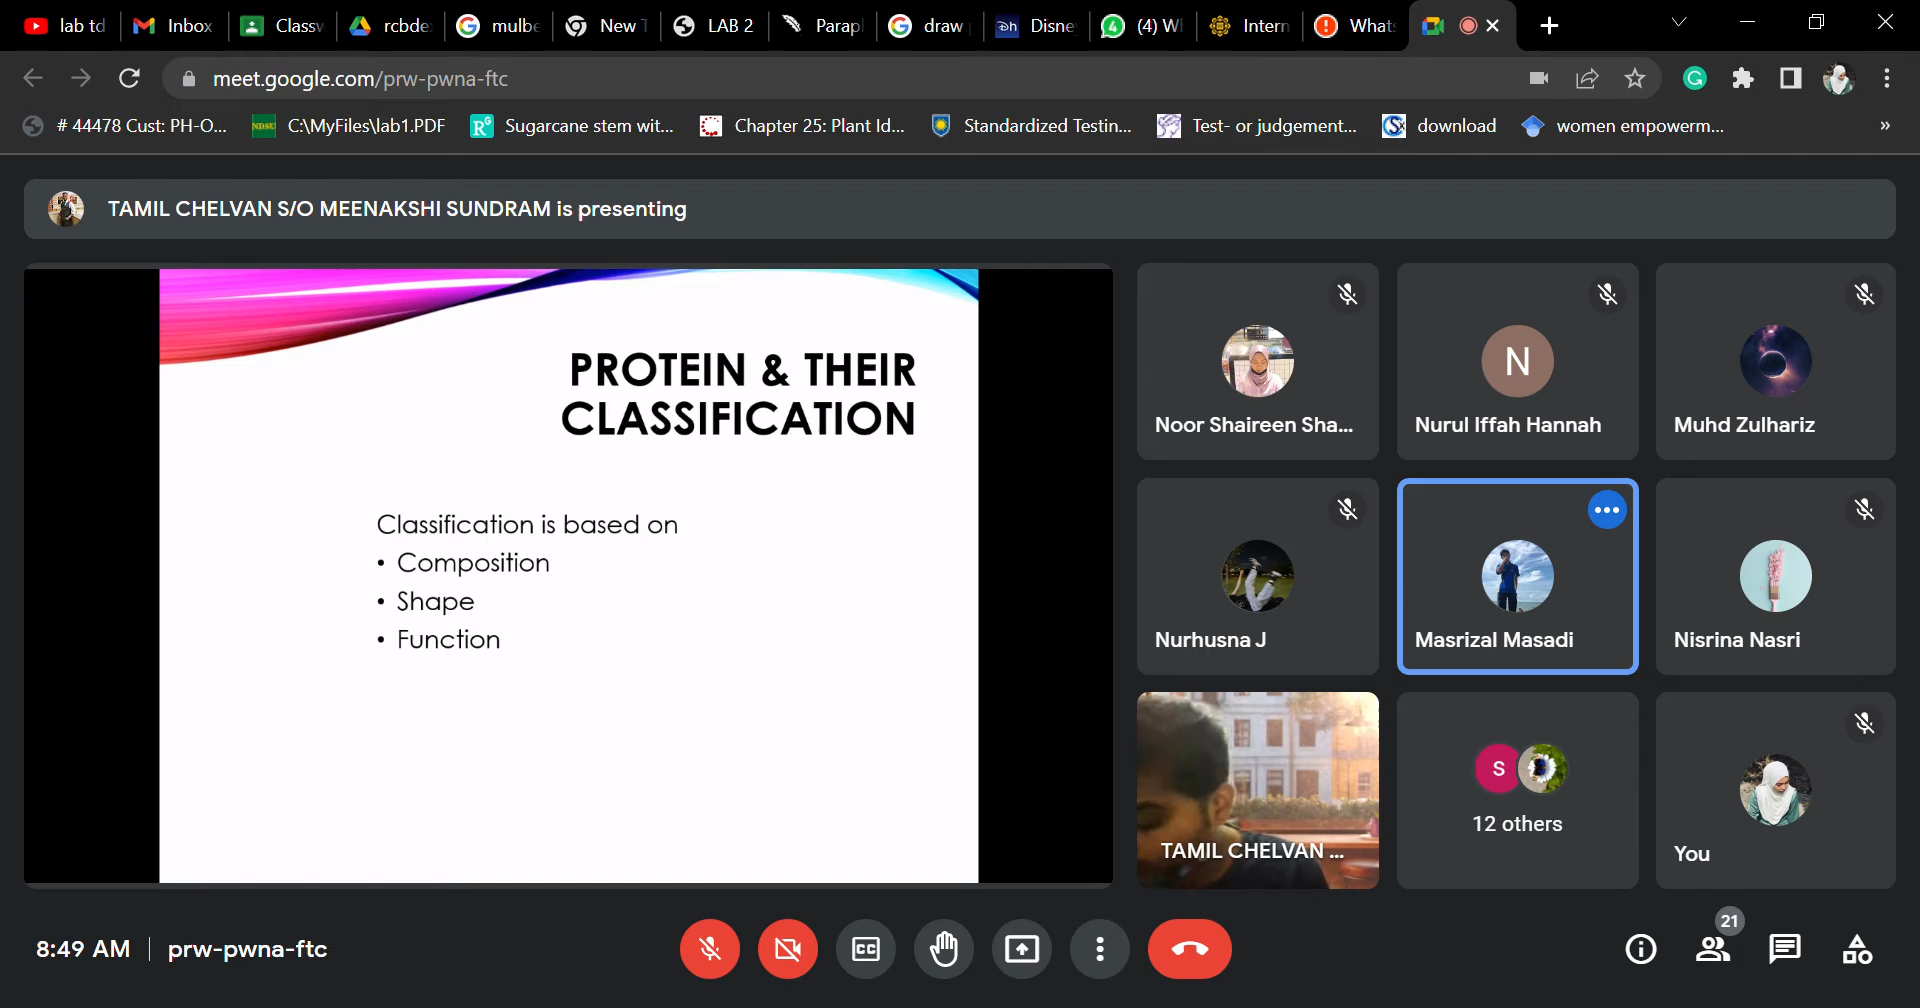 lab td
Inbox
Classw
rcbde
mulbe
New T
LAB 2
Parap
draw
Disne
(4) W
Intern
What
meet.google.com/prw-pwna-ftc
# 44478 Cust: PH-O...
C:\MyFiles\lab1.PDF
Sugarcane stem wit...
Chapter 25: Plant Id...
Standardized Testin...
Test- or judgement...
download
women empowerm...
»
TAMIL CHELVAN S/O MEENAKSHI SUNDRAM is presenting
PROTEIN & THEIR
CLASSIFICATION
Classification is based on
• Composition
• Shape
• Function
Noor Shaireen Sha...
N
Nurul Iffah Hannah
Muhd Zulhariz
Nurhusna J
Masrizal Masadi
Nisrina Nasri
TAMIL CHELVAN ...
S
12 others
You
8:49 AM | prw-pwna-ftc
CC
21